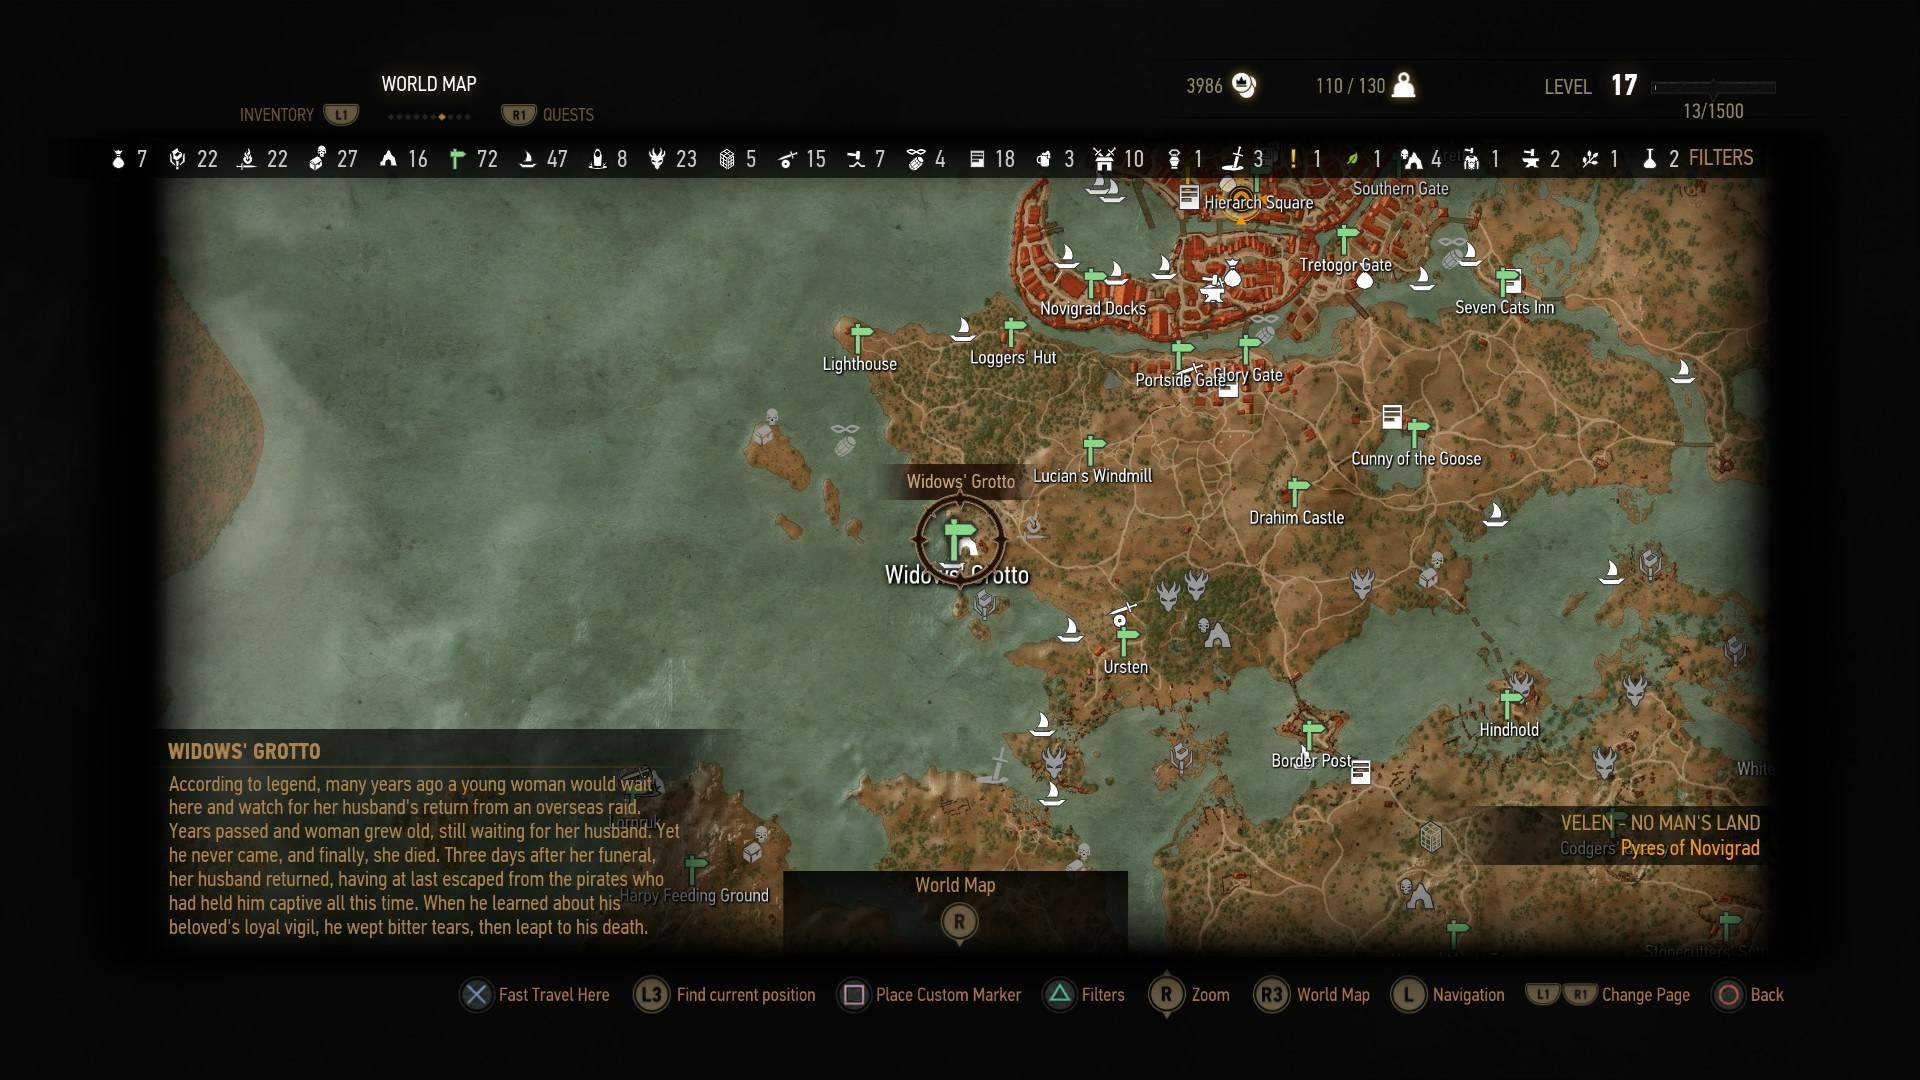 WORLD MAP
3986
110 / 130
LEVEL 17
INVENTORY L1
R1 QUESTS
13/1500
7 22 22 27 16 72 47 8 23 5 15 7 4 18 3 10 1 3 1 1 4 1 2 1 2 FILTERS
Southern Gate
Hierarch Square
Tretogor Gate
Novigrad Docks
Seven Cats Inn
Loggers' Hut
Lighthouse
Portside Gate
Glory Gate
Cunny of the Goose
Lucian's Windmill
Widows' Grotto
Drahim Castle
Widows' Grotto
Ursten
Hindhold
Border Post
White
WIDOWS' GROTTO
According to legend, many years ago a young woman would wait
here and watch for her husband's return from an overseas raid.
Years passed and woman grew old, still waiting for her husband. Yet
he never came, and finally, she died. Three days after her funeral,
her husband returned, having at last escaped from the pirates who
had held him captive all this time. When he learned about his
beloved's loyal vigil, he wept bitter tears, then leapt to his death.
Lornruk
Harpy Feeding Ground
VELEN - NO MAN'S LAND
Codgers'
Pyres of Novigrad
World Map
R
Stonecutters'
Fast Travel Here
L3 Find current position
Place Custom Marker
Filters
R Zoom
R3 World Map
L Navigation
L1 R1 Change Page
Back